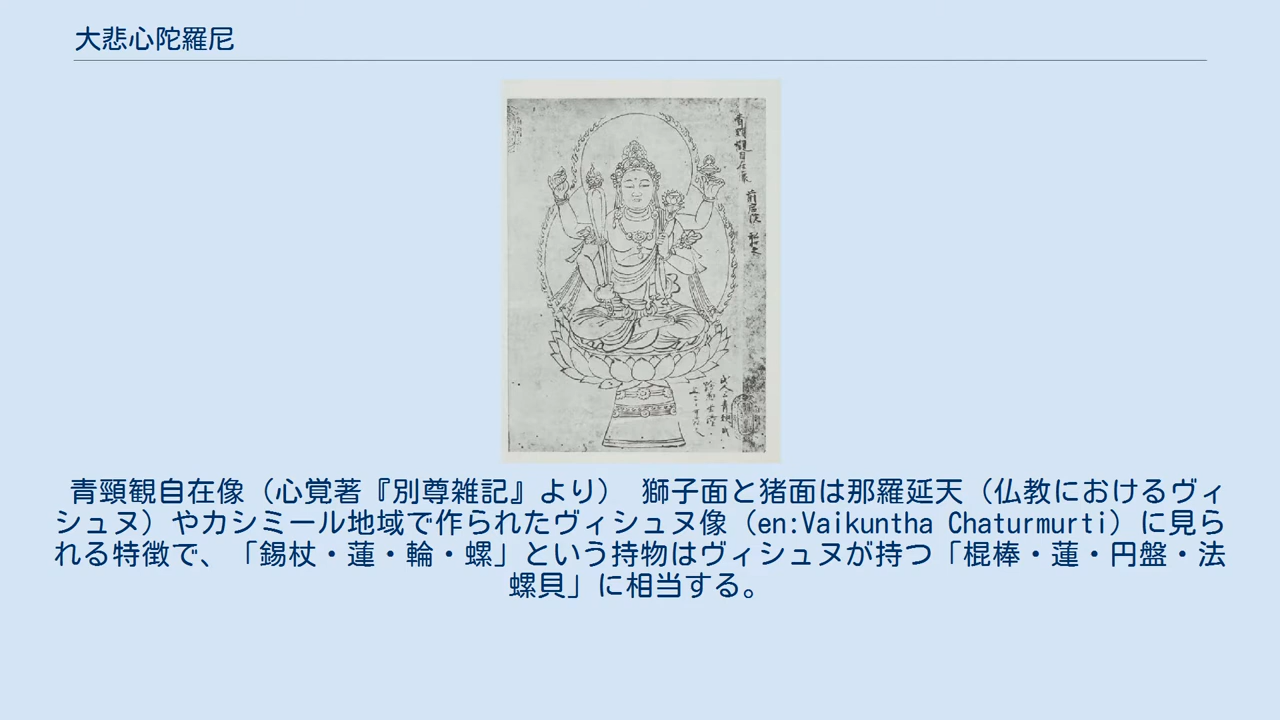 大悲心陀羅尼
青頸観自在像（心覚著『別尊雑記』より） 獅子面と猪面は那羅延天（仏教におけるヴィ
シュヌ）やカシミール地域で作られたヴィシュヌ像（en:Vaikuntha Chaturmurti）に見ら
れる特徴で、「錫杖・蓮・輪・螺」という持物はヴィシュヌが持つ「棍棒・蓮・円盤・法
螺貝」に相当する。